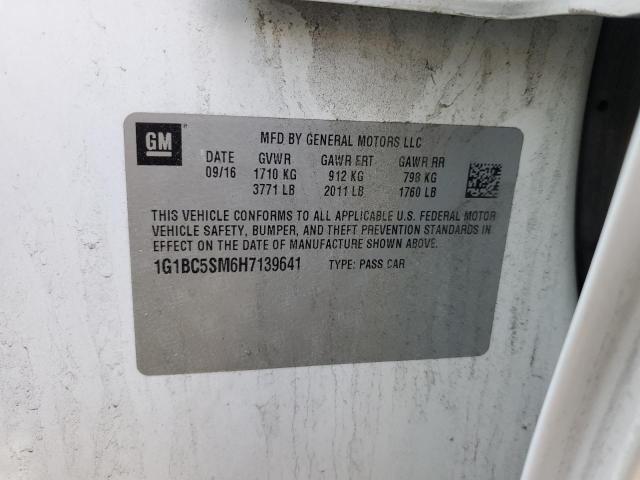 GM
MFD BY GENERAL MOTORS LLC
DATE GVWR GAWR FRT GAWR RR
09/16 1710 KG 912 KG 798 KG
3771 LB 2011 LB 1760 LB
THIS VEHICLE CONFORMS TO ALL APPLICABLE U.S. FEDERAL MOTOR
VEHICLE SAFETY, BUMPER, AND THEFT PREVENTION STANDARDS IN
EFFECT ON THE DATE OF MANUFACTURE SHOWN ABOVE.
1G1BC5SM6H7139641 TYPE: PASS CAR